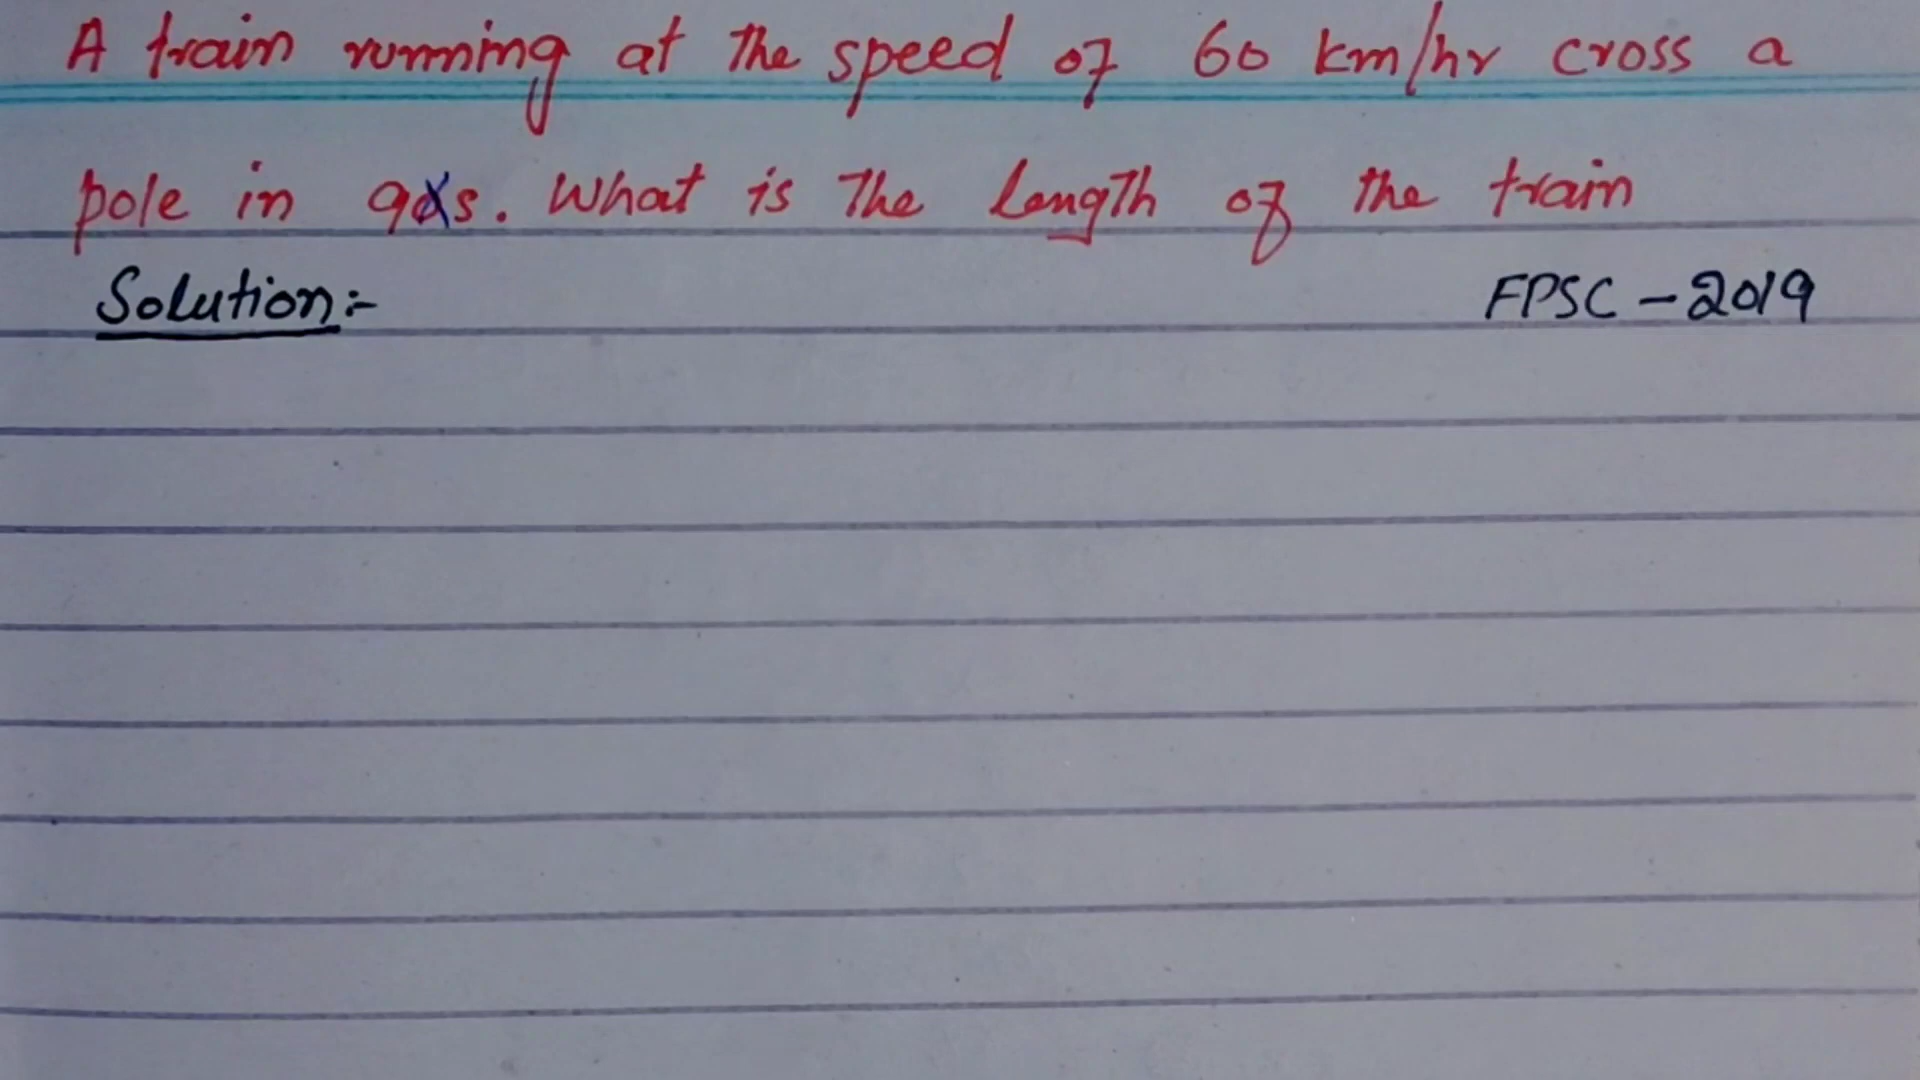 A train running at the speed of 60 km/hr cross a
pole in 9s. What is the length of the train
Solution:-
FPSC - 2019